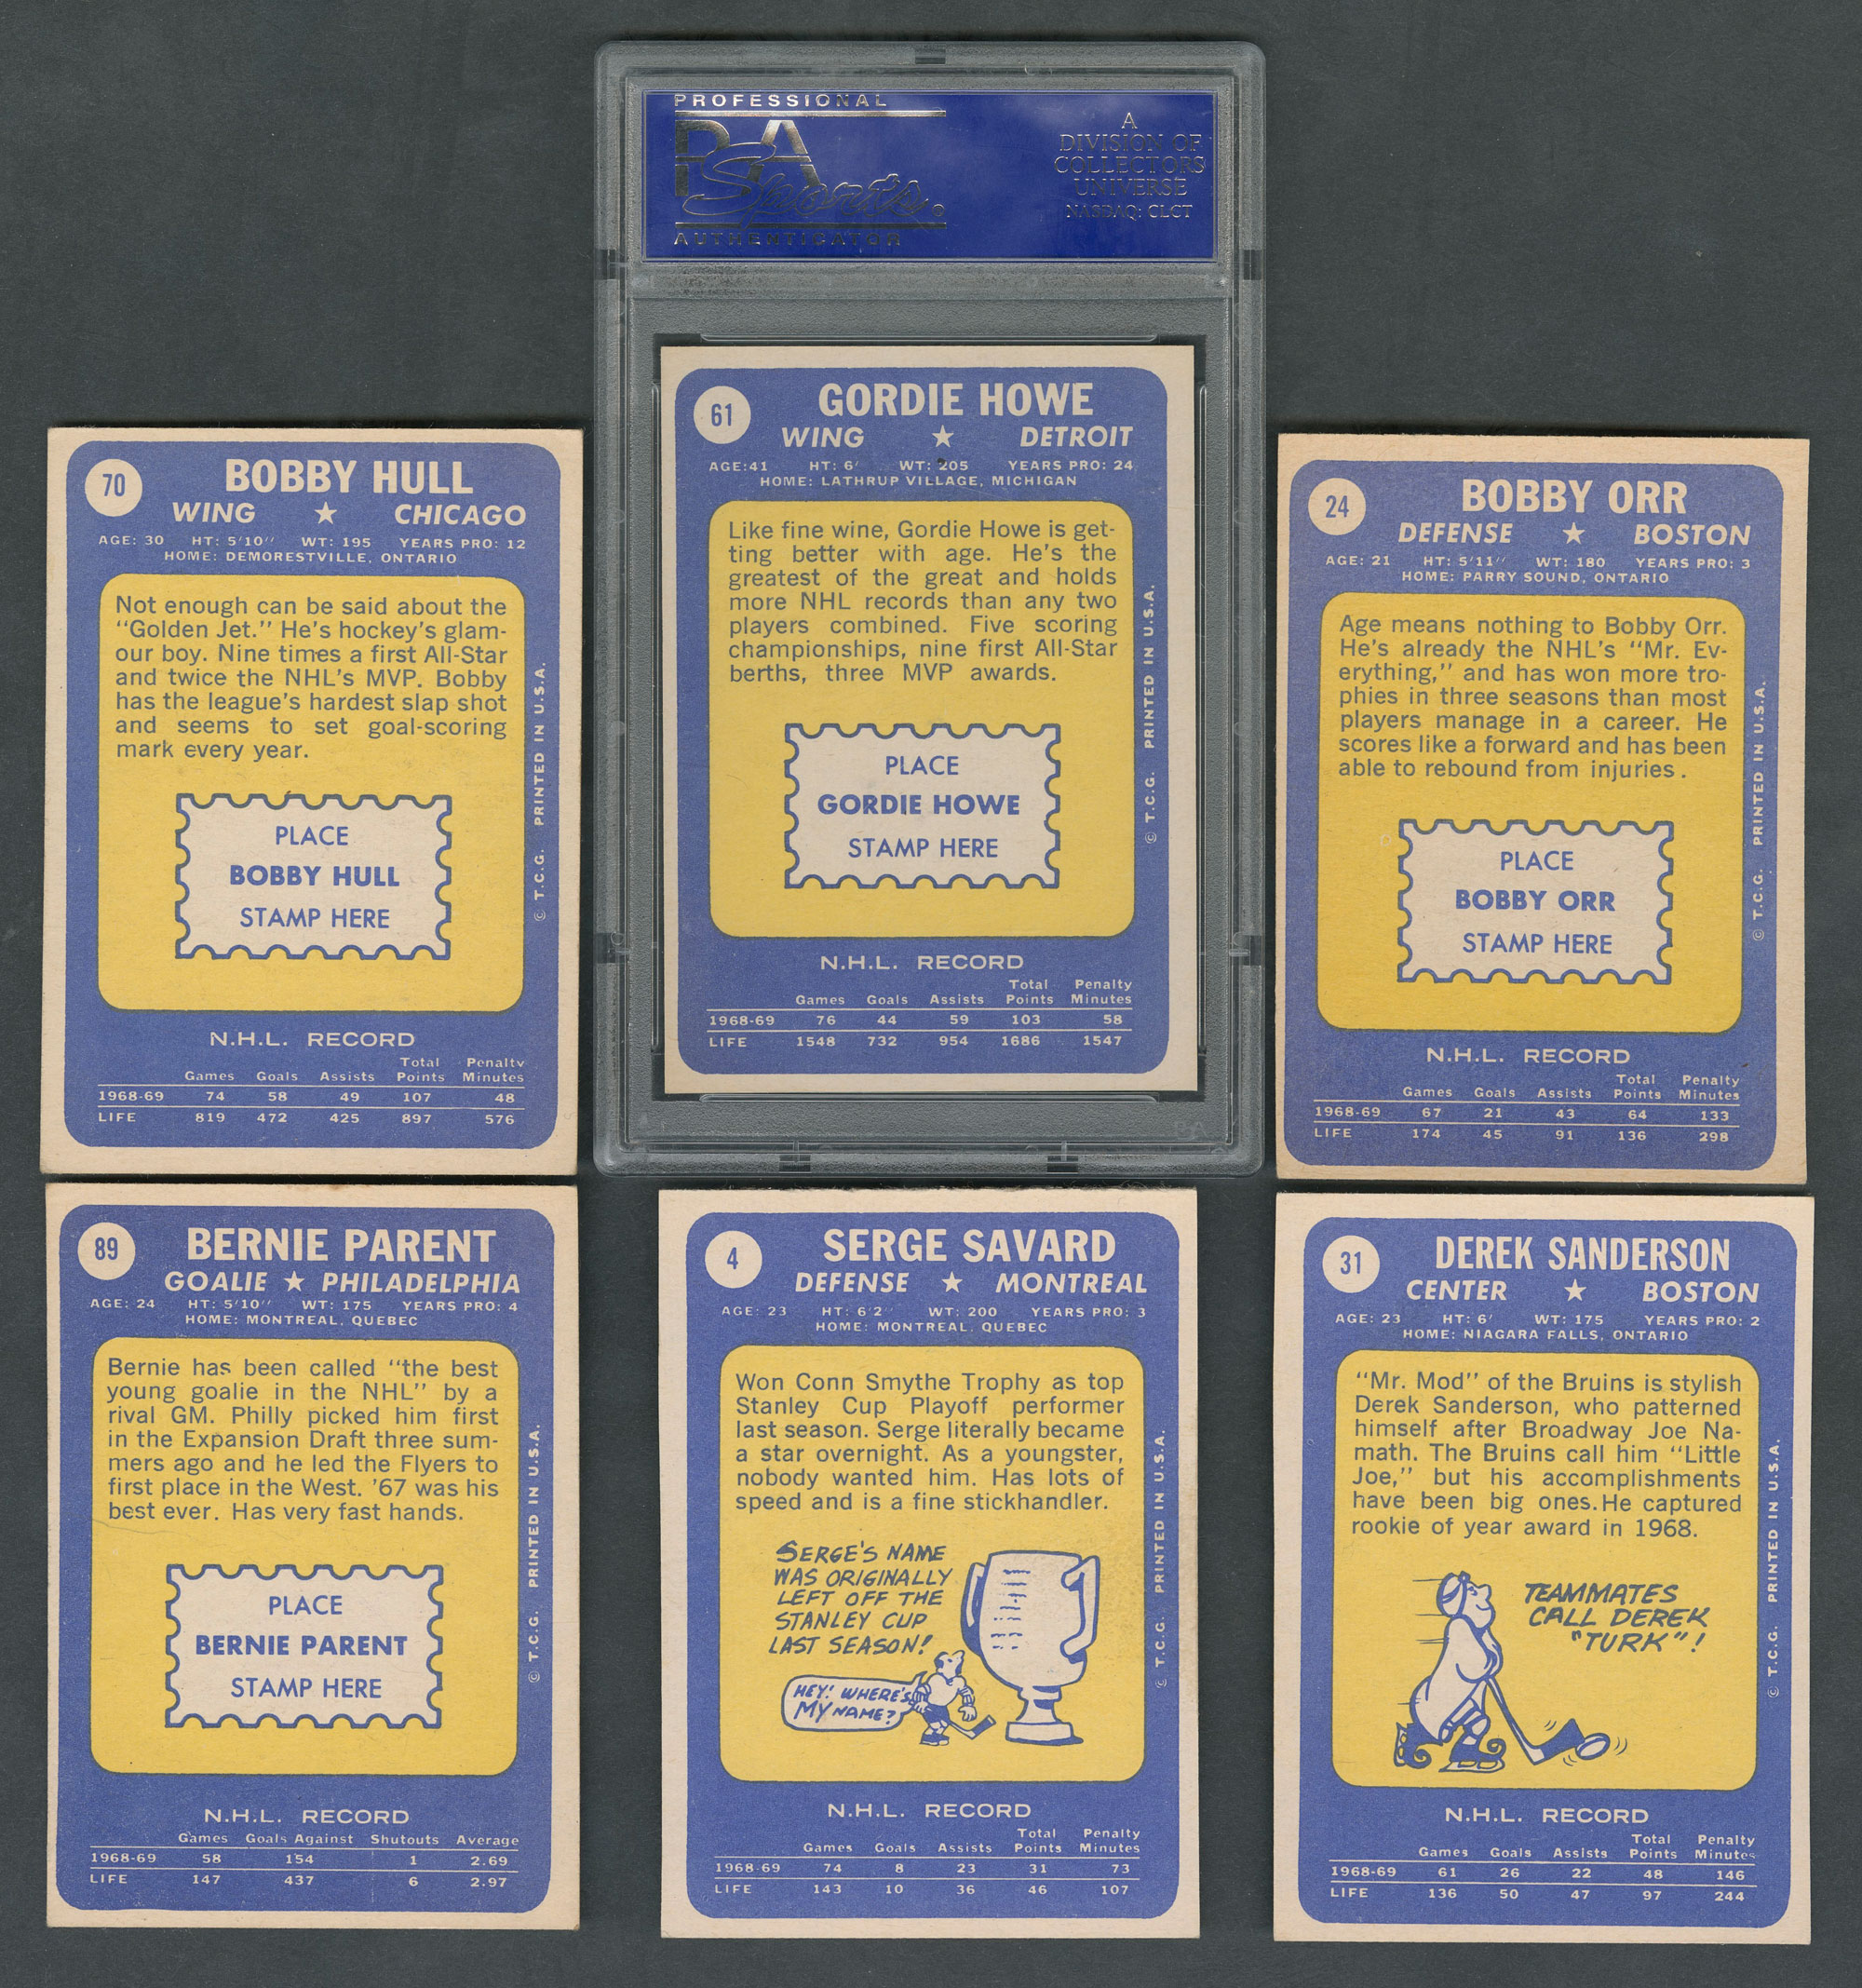 PROFESSIONAL
PSA
Sports
AUTHENTICATOR
A
DIVISION OF
COLLECTORS
UNIVERSE
NASDAQ: CLCT
61
GORDIE HOWE
WING ★ DETROIT
AGE:41 HT: 6' WT: 205 YEARS PRO: 24
HOME: LATHRUP VILLAGE, MICHIGAN
Like fine wine, Gordie Howe is get-
ting better with age. He's the
greatest of the great and holds
more NHL records than any two
players combined. Five scoring
championships, nine first All-Star
berths, three MVP awards.
PLACE
GORDIE HOWE
STAMP HERE
© T.C.G. PRINTED IN U.S.A.
N.H.L. RECORD
Games Goals Assists Total Points Penalty Minutes
1968-69 76 44 59 103 58
LIFE 1548 732 954 1686 1547
70
BOBBY HULL
WING ★ CHICAGO
AGE: 30 HT: 5'10'' WT: 195 YEARS PRO: 12
HOME: DEMORESTVILLE, ONTARIO
Not enough can be said about the
"Golden Jet." He's hockey's glam-
our boy. Nine times a first All-Star
and twice the NHL's MVP. Bobby
has the league's hardest slap shot
and seems to set goal-scoring
mark every year.
PLACE
BOBBY HULL
STAMP HERE
© T.C.G. PRINTED IN U.S.A.
N.H.L. RECORD
Games Goals Assists Total Points Penalty Minutes
1968-69 74 58 49 107 48
LIFE 819 472 425 897 576
24
BOBBY ORR
DEFENSE ★ BOSTON
AGE: 21 HT: 5'11'' WT: 180 YEARS PRO: 3
HOME: PARRY SOUND, ONTARIO
Age means nothing to Bobby Orr.
He's already the NHL's "Mr. Ev-
erything," and has won more tro-
phies in three seasons than most
players manage in a career. He
scores like a forward and has been
able to rebound from injuries.
PLACE
BOBBY ORR
STAMP HERE
© T.C.G. PRINTED IN U.S.A.
N.H.L. RECORD
Games Goals Assists Total Points Penalty Minutes
1968-69 67 21 43 64 133
LIFE 174 45 91 136 298
89
BERNIE PARENT
GOALIE ★ PHILADELPHIA
AGE: 24 HT: 5'10'' WT: 175 YEARS PRO: 4
HOME: MONTREAL, QUEBEC
Bernie has been called "the best
young goalie in the NHL" by a
rival GM. Philly picked him first
in the Expansion Draft three sum-
mers ago and he led the Flyers to
first place in the West. '67 was his
best ever. Has very fast hands.
PLACE
BERNIE PARENT
STAMP HERE
© T.C.G. PRINTED IN U.S.A.
N.H.L. RECORD
Games Goals Against Shutouts Average
1968-69 58 154 1 2.69
LIFE 147 437 6 2.97
4
SERGE SAVARD
DEFENSE ★ MONTREAL
AGE: 23 HT: 6'2'' WT: 200 YEARS PRO: 3
HOME: MONTREAL, QUEBEC
Won Conn Smythe Trophy as top
Stanley Cup Playoff performer
last season. Serge literally became
a star overnight. As a youngster,
nobody wanted him. Has lots of
speed and is a fine stickhandler.
SERGE'S NAME
WAS ORIGINALLY
LEFT OFF THE
STANLEY CUP
LAST SEASON!
HEY! WHERE'S
MY NAME?
© T.C.G. PRINTED IN U.S.A.
N.H.L. RECORD
Games Goals Assists Total Points Penalty Minutes
1968-69 74 8 23 31 73
LIFE 143 10 36 46 107
31
DEREK SANDERSON
CENTER ★ BOSTON
AGE: 23 HT: 6' WT: 175 YEARS PRO: 2
HOME: NIAGARA FALLS, ONTARIO
"Mr. Mod" of the Bruins is stylish
Derek Sanderson, who patterned
himself after Broadway Joe Na-
math. The Bruins call him "Little
Joe," but his accomplishments
have been big ones. He captured
rookie of year award in 1968.
TEAMMATES
CALL DEREK
"TURK"!
© T.C.G. PRINTED IN U.S.A.
N.H.L. RECORD
Games Goals Assists Total Points Penalty Minutes
1968-69 61 26 22 48 146
LIFE 136 50 47 97 244